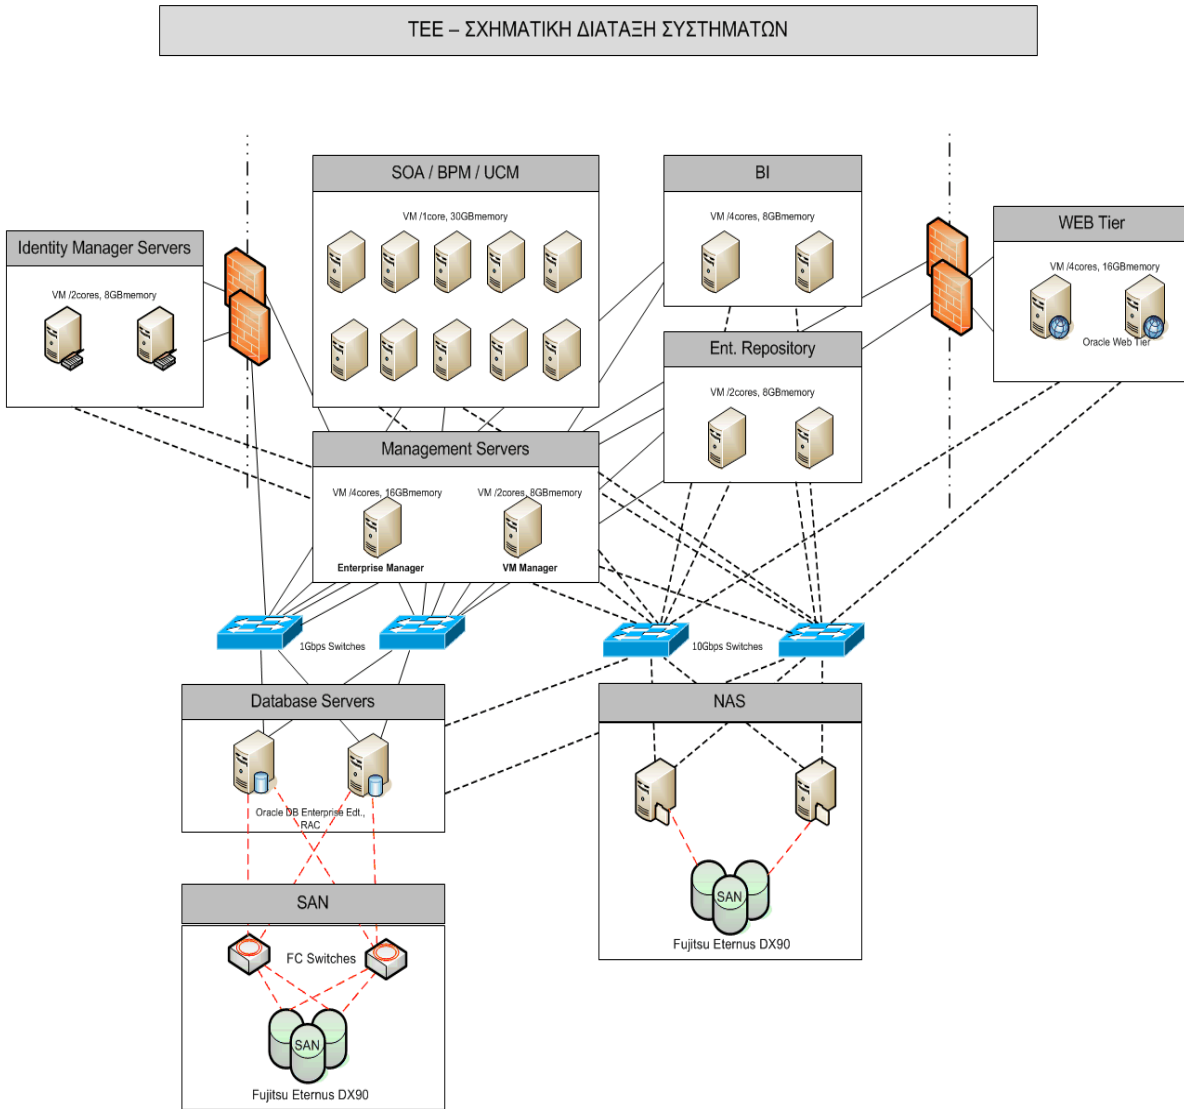 ΤΕΕ – ΣΧΗΜΑΤΙΚΗ ΔΙΑΤΑΞΗ ΣΥΣΤΗΜΑΤΩΝ
SOA / BPM / UCM
VM /1core, 30GBmemory
BI
VM /4cores, 8GBmemory
WEB Tier
VM /4cores, 16GBmemory
Oracle Web Tier
Identity Manager Servers
VM /2cores, 8GBmemory
Ent. Repository
VM /2cores, 8GBmemory
Management Servers
VM /4cores, 16GBmemory
VM /2cores, 8GBmemory
Enterprise Manager
VM Manager
1Gbps Switches
10Gbps Switches
Database Servers
Oracle DB Enterprise Edt.,
RAC
NAS
SAN
Fujitsu Eternus DX90
SAN
FC Switches
SAN
Fujitsu Eternus DX90